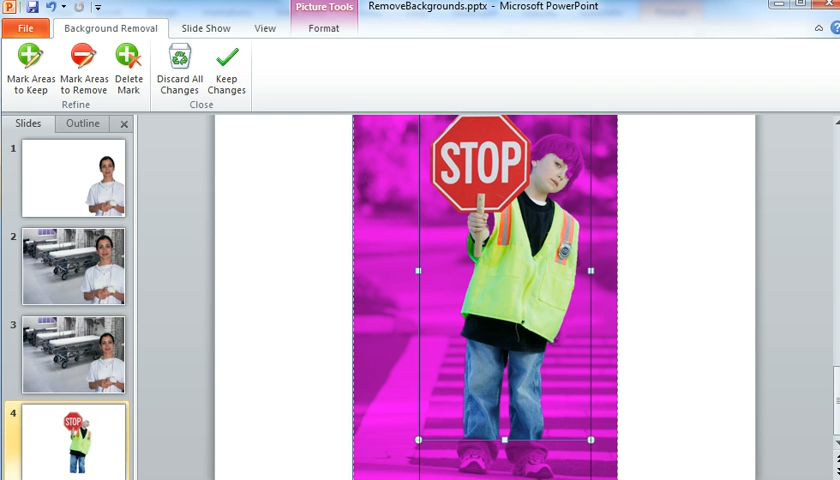 Picture Tools
RemoveBackgrounds.pptx - Microsoft PowerPoint
File
Background Removal
Slide Show
View
Format
Mark Areas to Keep
Mark Areas to Remove
Delete Mark
Discard All Changes
Keep Changes
Refine
Close
Slides
Outline
1
2
3
4
STOP
STOP